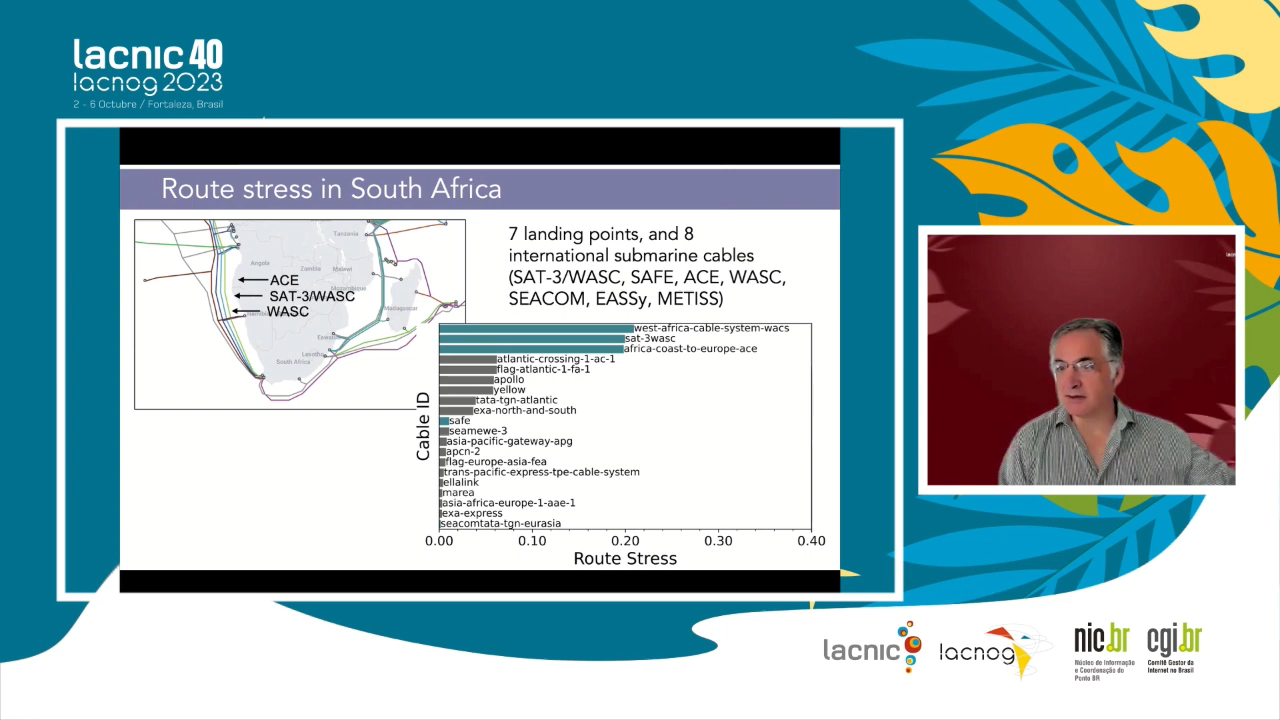 lacnic 40
lacnog 2023
2 - 6 Octubre / Fortaleza, Brasil
Route stress in South Africa
Tanzania
Angola
Zambia
Malawi
Mozambique
Madagascar
Eswatini
Lesotho
South Africa
ACE
SAT-3/WASC
WASC
7 landing points, and 8
international submarine cables
(SAT-3/WASC, SAFE, ACE, WASC,
SEACOM, EASSy, METISS)
west-africa-cable-system-wacs
sat-3wasc
africa-coast-to-europe-ace
atlantic-crossing-1-ac-1
flag-atlantic-1-fa-1
apollo
yellow
tata-tgn-atlantic
exa-north-and-south
safe
seamewe-3
asia-pacific-gateway-apg
apcn-2
flag-europe-asia-fea
trans-pacific-express-tpe-cable-system
ellalink
marea
asia-africa-europe-1-aae-1
exa-express
seacomtata-tgn-eurasia
Cable ID
0.00 0.10 0.20 0.30 0.40
Route Stress
lacnic
lacnog
nic.br
Núcleo de Informação
e Coordenação do
Ponto BR
cgi.br
Comitê Gestor da
Internet no Brasil